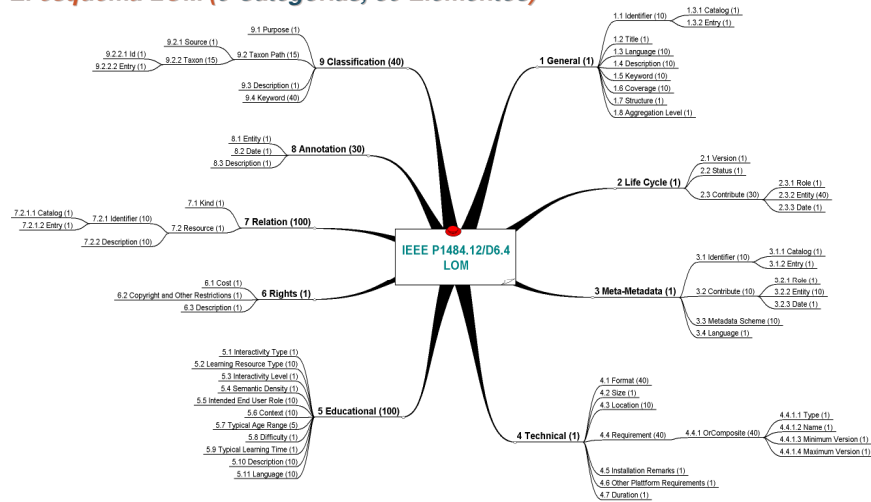 El esquema LOM (9 Categorías, 89 Elementos)
IEEE P1484.12/D6.4
LOM
1 General (1)
1.1 Identifier (10)
1.3.1 Catalog (1)
1.3.2 Entry (1)
1.2 Title (1)
1.3 Language (10)
1.4 Description (10)
1.5 Keyword (10)
1.6 Coverage (10)
1.7 Structure (1)
1.8 Aggregation Level (1)
2 Life Cycle (1)
2.1 Version (1)
2.2 Status (1)
2.3 Contribute (30)
2.3.1 Role (1)
2.3.2 Entity (40)
2.3.3 Date (1)
3 Meta-Metadata (1)
3.1 Identifier (10)
3.1.1 Catalog (1)
3.1.2 Entry (1)
3.2 Contribute (10)
3.2.1 Role (1)
3.2.2 Entity (10)
3.2.3 Date (1)
3.3 Metadata Scheme (10)
3.4 Language (1)
4 Technical (1)
4.1 Format (40)
4.2 Size (1)
4.3 Location (10)
4.4 Requirement (40)
4.4.1 OrComposite (40)
4.4.1.1 Type (1)
4.4.1.2 Name (1)
4.4.1.3 Minimum Version (1)
4.4.1.4 Maximum Version (1)
4.5 Installation Remarks (1)
4.6 Other Plattform Requirements (1)
4.7 Duration (1)
5 Educational (100)
5.1 Interactivity Type (1)
5.2 Learning Resource Type (10)
5.3 Interactivity Level (1)
5.4 Semantic Density (1)
5.5 Intended End User Role (10)
5.6 Context (10)
5.7 Typical Age Range (5)
5.8 Difficulty (1)
5.9 Typical Learning Time (1)
5.10 Description (10)
5.11 Language (10)
6 Rights (1)
6.1 Cost (1)
6.2 Copyright and Other Restrictions (1)
6.3 Description (1)
7 Relation (100)
7.1 Kind (1)
7.2 Resource (1)
7.2.1 Identifier (10)
7.2.1.1 Catalog (1)
7.2.1.2 Entry (1)
7.2.2 Description (10)
8 Annotation (30)
8.1 Entity (1)
8.2 Date (1)
8.3 Description (1)
9 Classification (40)
9.1 Purpose (1)
9.2 Taxon Path (15)
9.2.1 Source (1)
9.2.2 Taxon (15)
9.2.2.1 Id (1)
9.2.2.2 Entry (1)
9.3 Description (1)
9.4 Keyword (40)